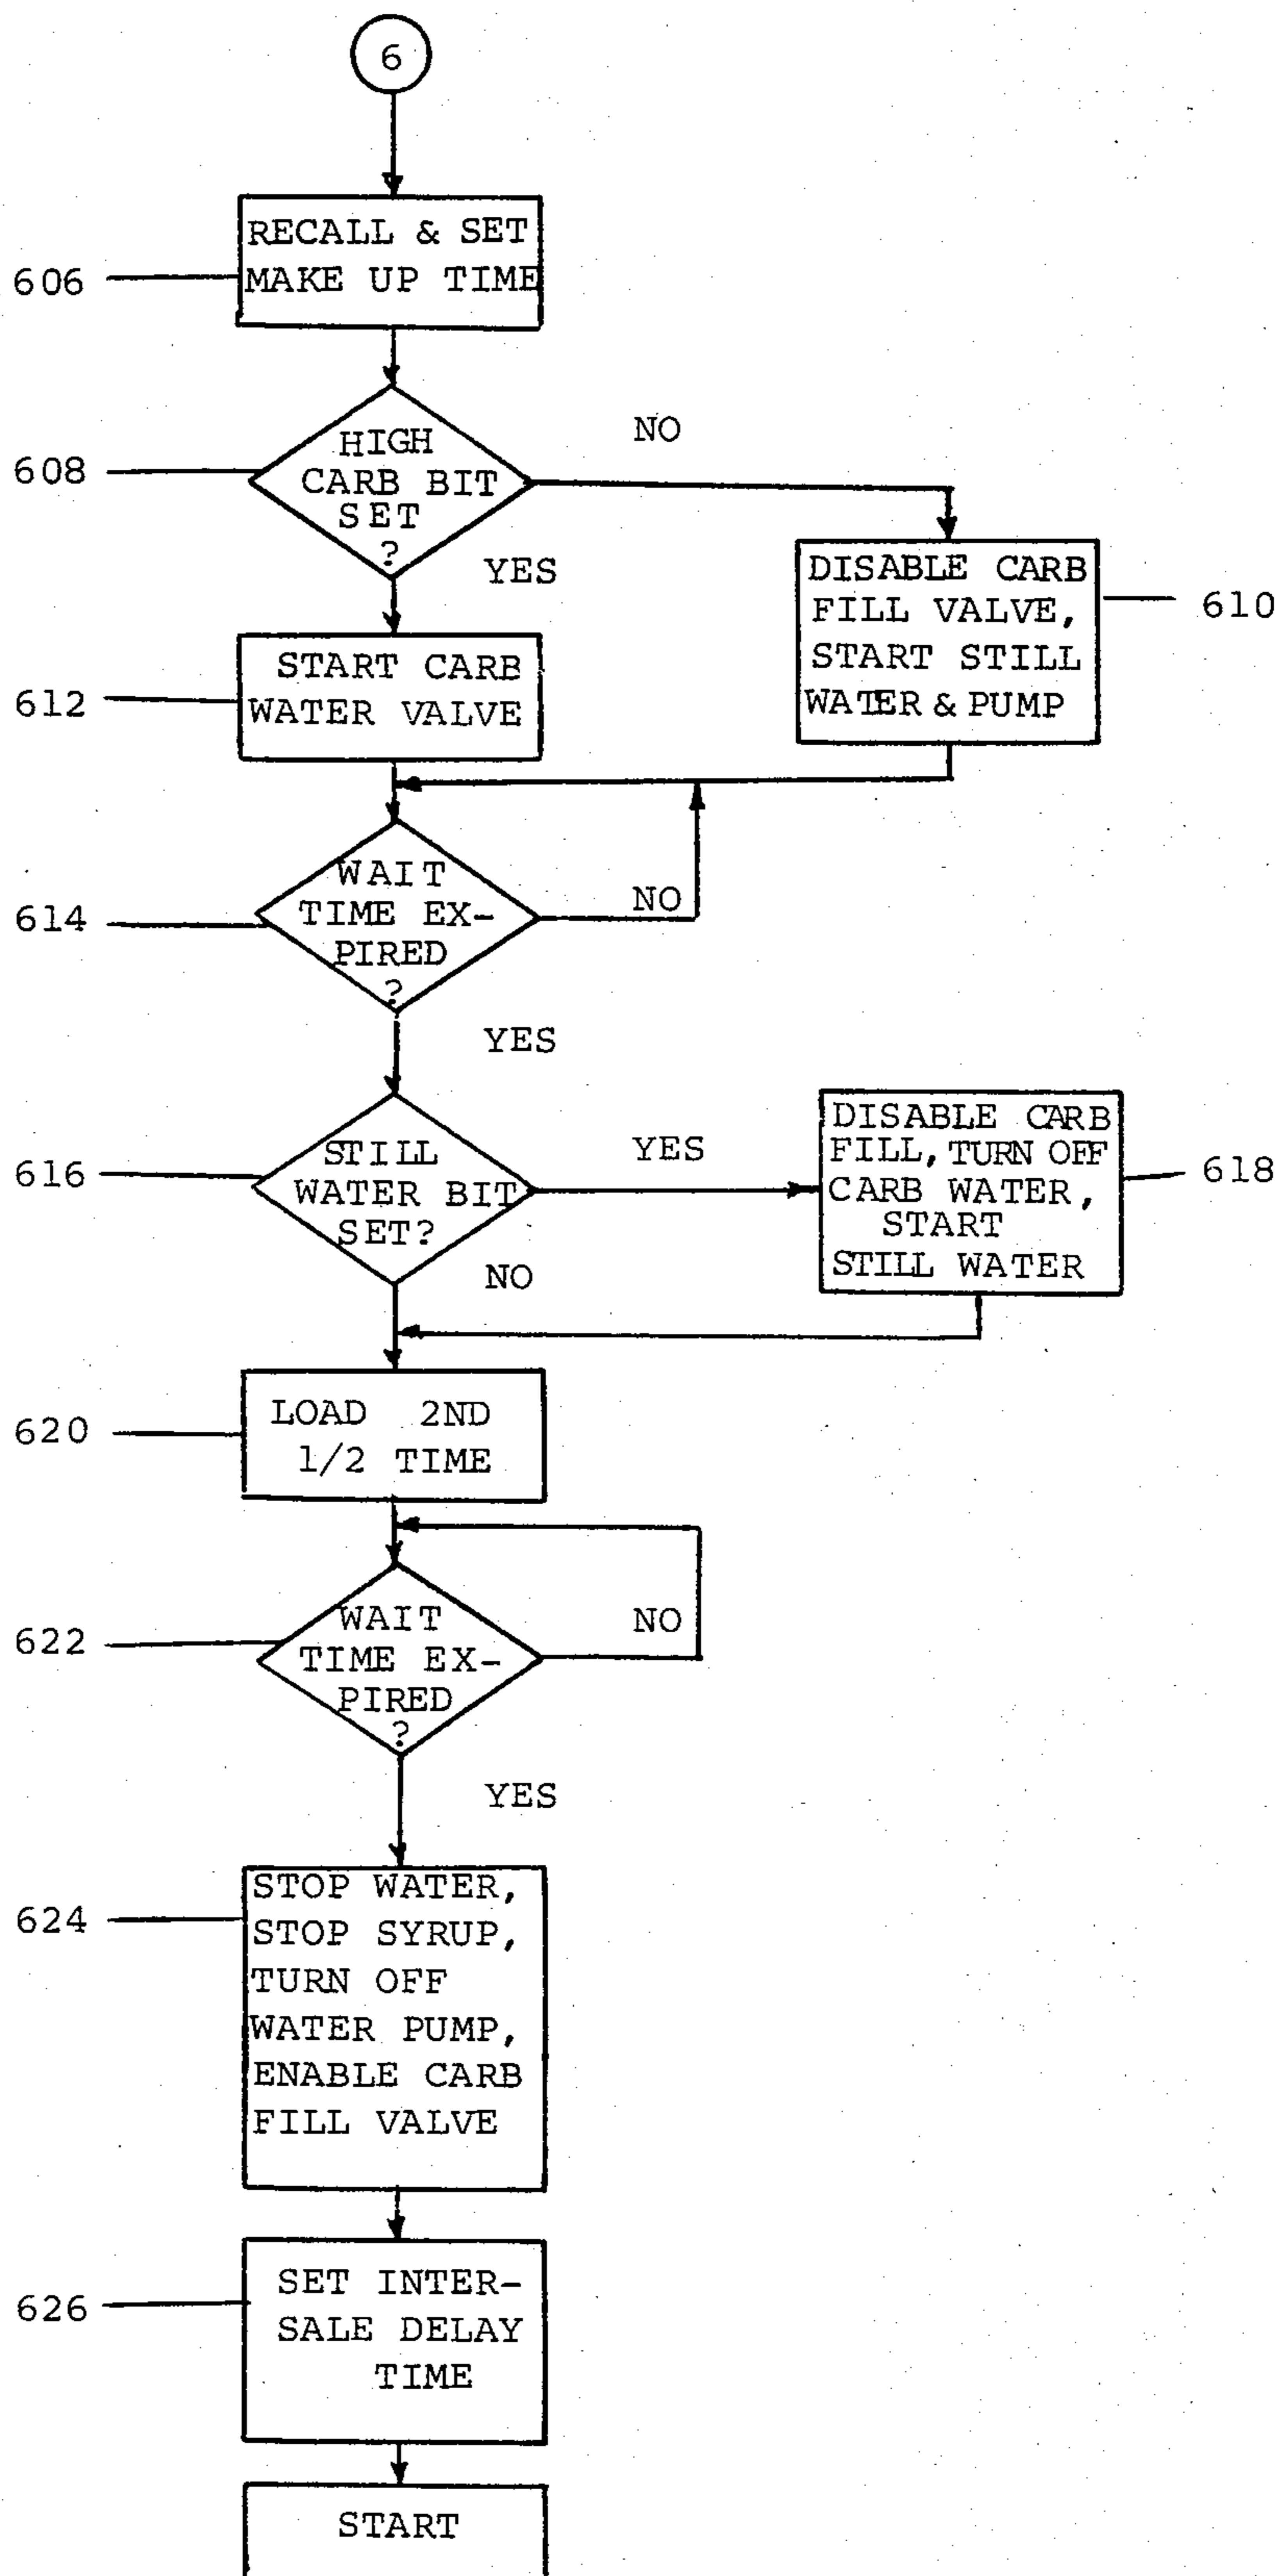 6
RECALL & SET
MAKE UP TIME
606
HIGH
CARB BIT
SET
?
608
NO
YES
DISABLE CARB
FILL VALVE,
START STILL
WATER & PUMP
610
START CARB
WATER VALVE
612
WAIT
TIME EX-
PIRED
?
614
NO
YES
STILL
WATER BIT
SET?
616
YES
NO
DISABLE CARB
FILL, TURN OFF
CARB WATER,
START
STILL WATER
618
LOAD 2ND
1/2 TIME
620
WAIT
TIME EX-
PIRED
?
622
NO
YES
STOP WATER,
STOP SYRUP,
TURN OFF
WATER PUMP,
ENABLE CARB
FILL VALVE
624
SET INTER-
SALE DELAY
TIME
626
START